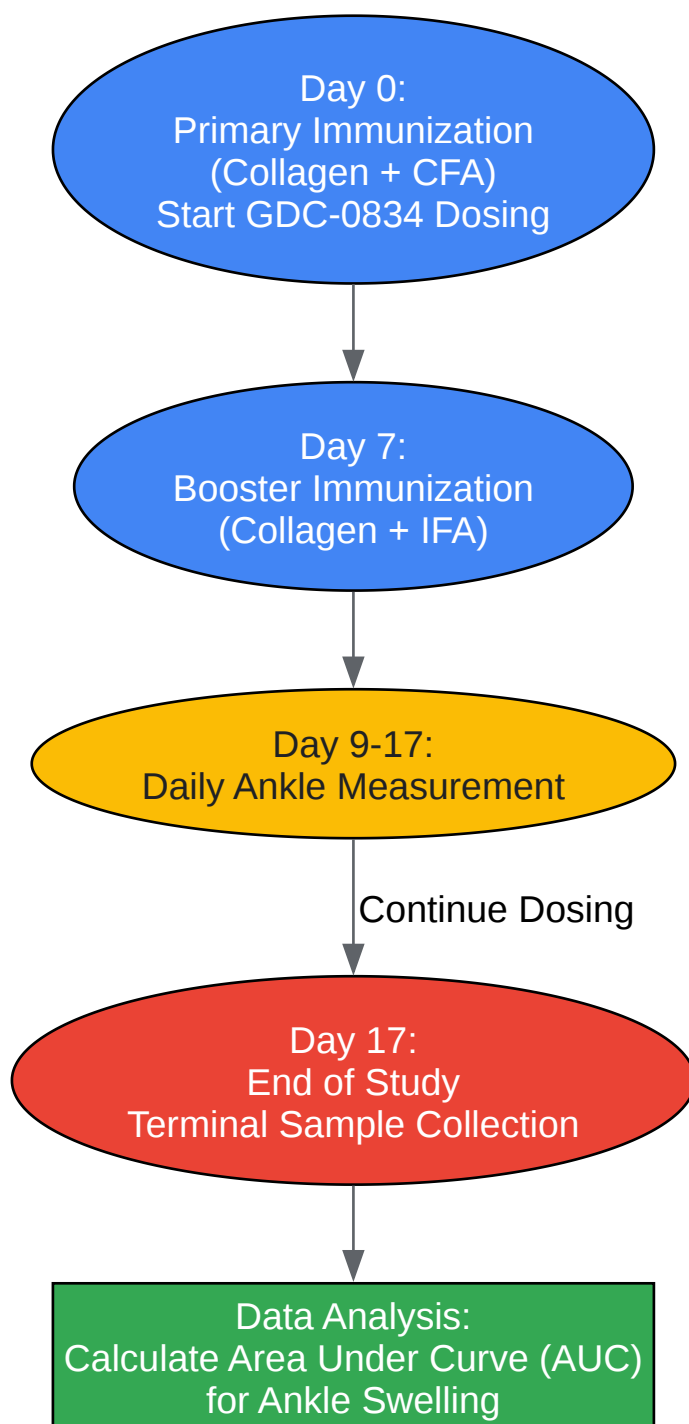 Day 0:
Primary Immunization
(Collagen + CFA)
Start GDC-0834 Dosing
Day 7:
Booster Immunization
(Collagen + IFA)
Day 9-17:
Daily Ankle Measurement
Continue Dosing
Day 17:
End of Study
Terminal Sample Collection
Data Analysis:
Calculate Area Under Curve (AUC)
for Ankle Swelling